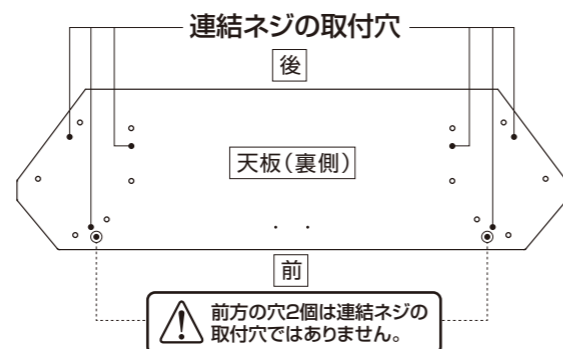 連結ネジの取付穴
後
天板(裏側)
前
前方の穴2個は連結ネジの
取付穴ではありません。